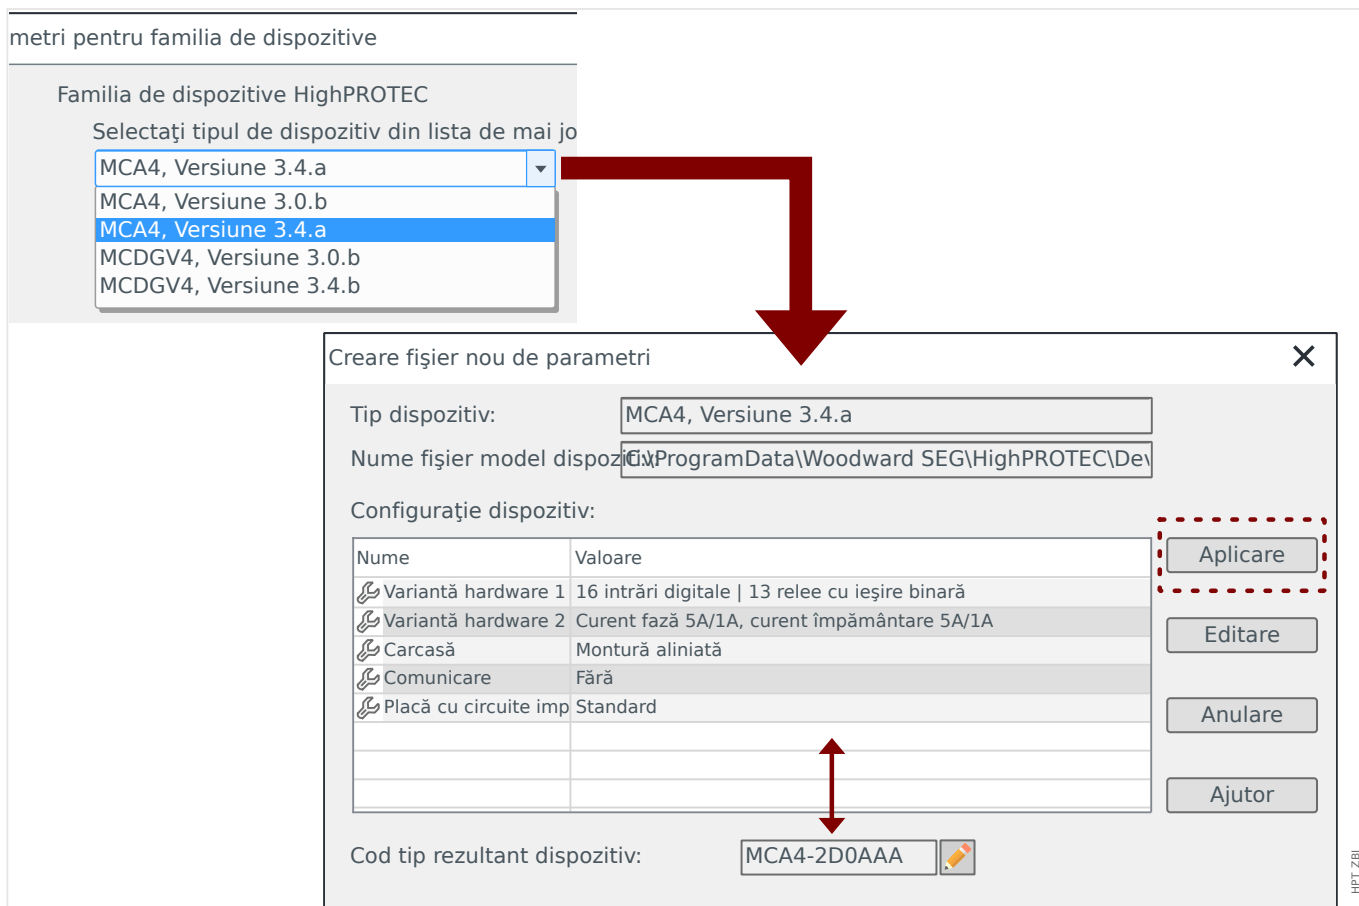 metri pentru familia de dispozitive
Familia de dispozitive HighPROTEC
Selectaţi tipul de dispozitiv din lista de mai jo
MCA4, Versiune 3.4.a
MCA4, Versiune 3.0.b
MCA4, Versiune 3.4.a
MCDGV4, Versiune 3.0.b
MCDGV4, Versiune 3.4.b
Creare fişier nou de parametri
Tip dispozitiv: MCA4, Versiune 3.4.a
Nume fişier model dispozitiv: C:\ProgramData\Woodward SEG\HighPROTEC\Dev
Configuraţie dispozitiv:
Nume Valoare
Variantă hardware 1 16 intrări digitale | 13 relee cu ieşire binară
Variantă hardware 2 Curent fază 5A/1A, curent împământare 5A/1A
Carcasă Montură aliniată
Comunicare Fără
Placă cu circuite imp Standard
Aplicare
Editare
Anulare
Ajutor
Cod tip rezultant dispozitiv: MCA4-2D0AAA
HPT ZBI